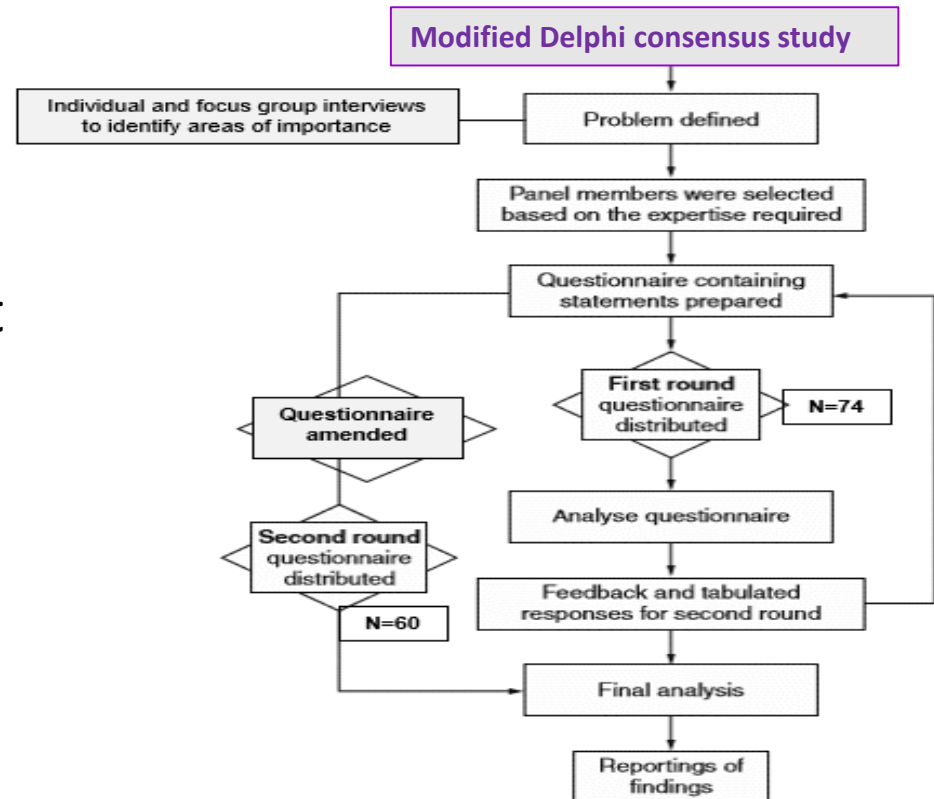 Modified Delphi consensus study
Individual and focus group interviews
to identify areas of importance
Problem defined
Panel members were selected
based on the expertise required
Questionnaire containing
statements prepared
First round
questionnaire
distributed
N=74
Questionnaire
amended
Analyse questionnaire
Second round
questionnaire
distributed
N=60
Feedback and tabulated
responses for second round
Final analysis
Reportings of
findings